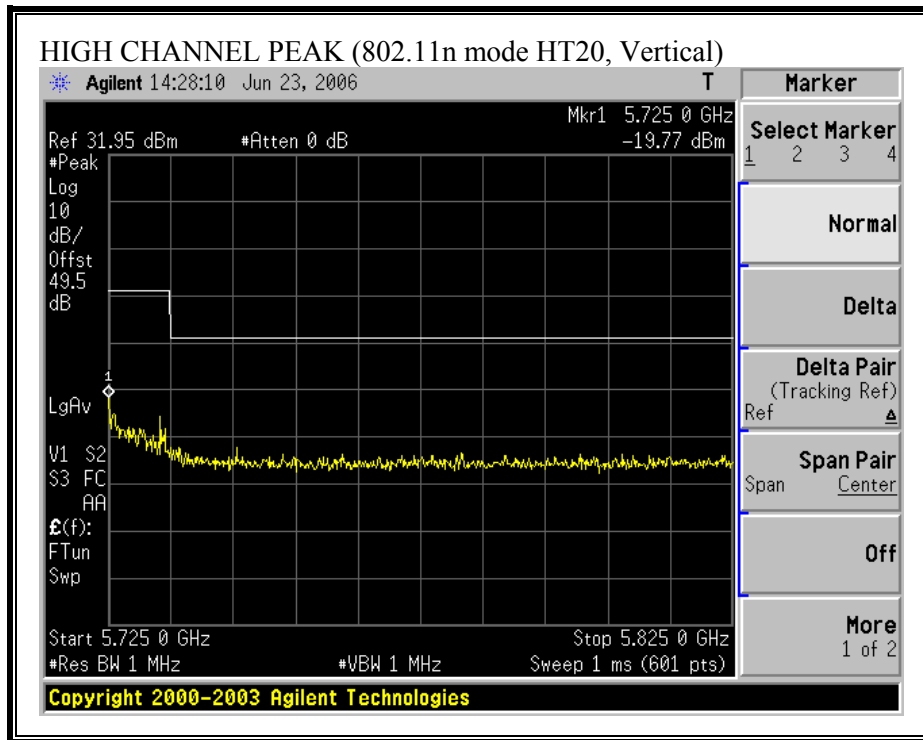 HIGH CHANNEL PEAK (802.11n mode HT20, Vertical)
Agilent 14:28:10 Jun 23, 2006 T
Mkr1 5.725 0 GHz
Ref 31.95 dBm #Atten 0 dB -19.77 dBm
#Peak
Log
10
dB/
Offst
49.5
dB
1
LgAv
V1 S2
S3 FC
AA
£(f):
FTun
Swp
Start 5.725 0 GHz Stop 5.825 0 GHz
#Res BW 1 MHz #VBW 1 MHz Sweep 1 ms (601 pts)
Copyright 2000-2003 Agilent Technologies
Marker
Select Marker
1 2 3 4
Normal
Delta
Delta Pair
(Tracking Ref)
Ref Δ
Span Pair
Span Center
Off
More
1 of 2